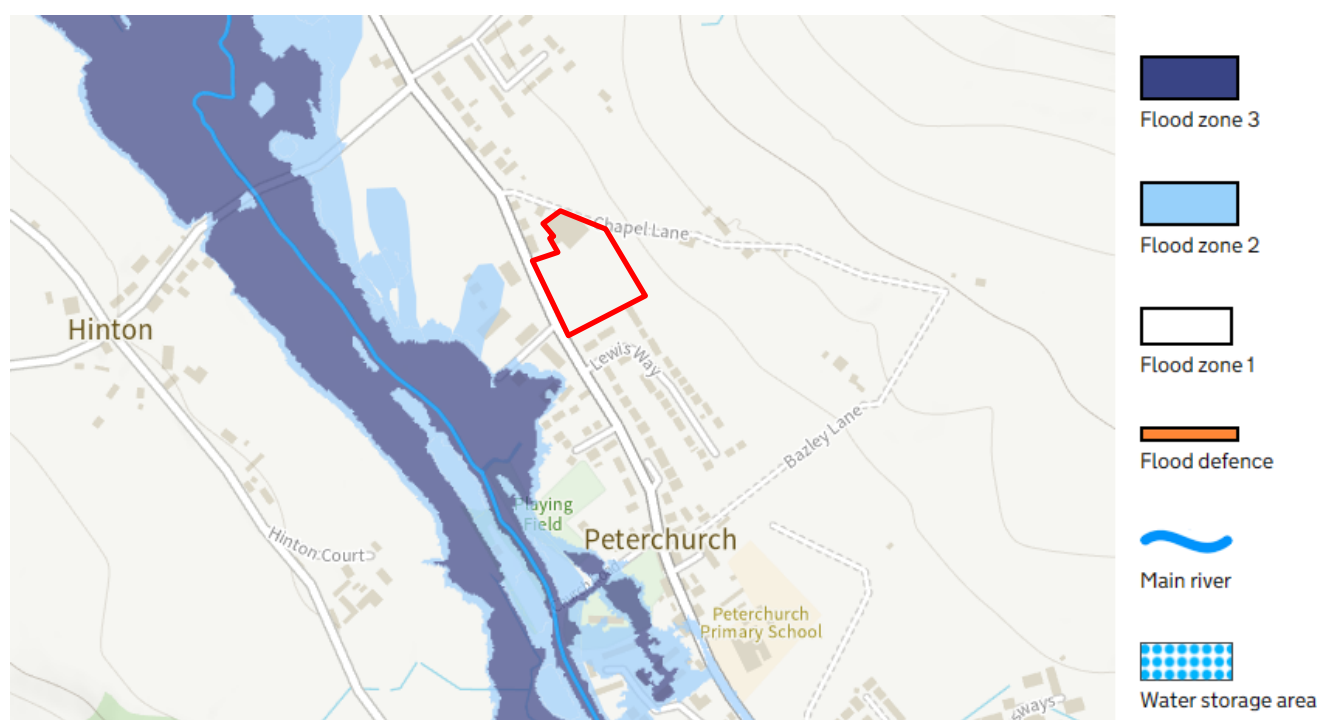 Chapel Lane
Hinton
Lewis Way
Bazley Lane
Playing
Field
Peterchurch
Hinton Court
Peterchurch
Primary School
Flood zone 3
Flood zone 2
Flood zone 1
Flood defence
Main river
Water storage area